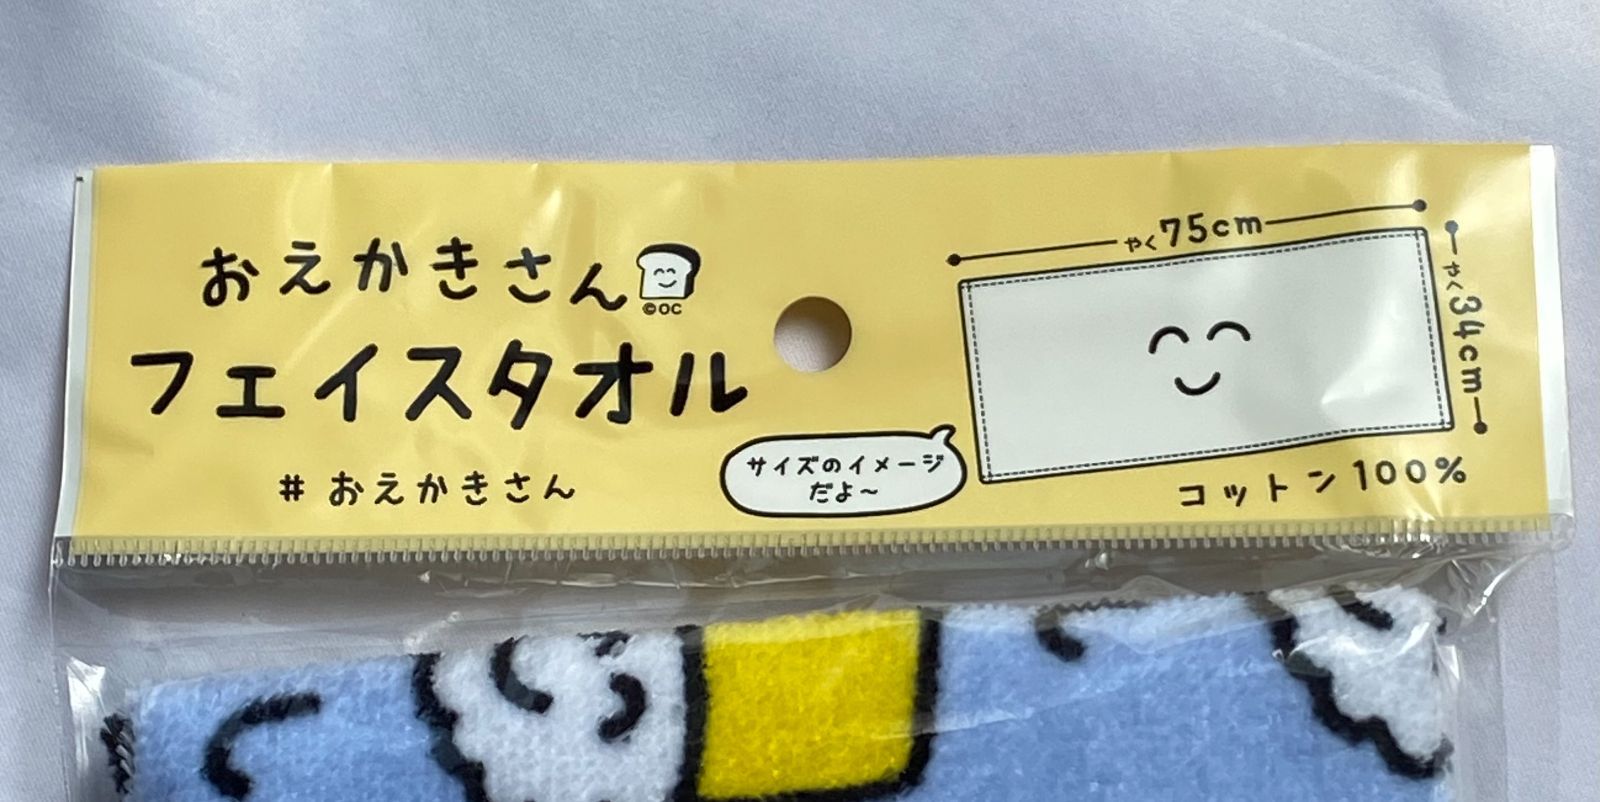 おえかきさん
©OC
フェイスタオル
#おえかきさん
サイズのイメージ
だよ～
やく75cm
やく34cm
コットン100%